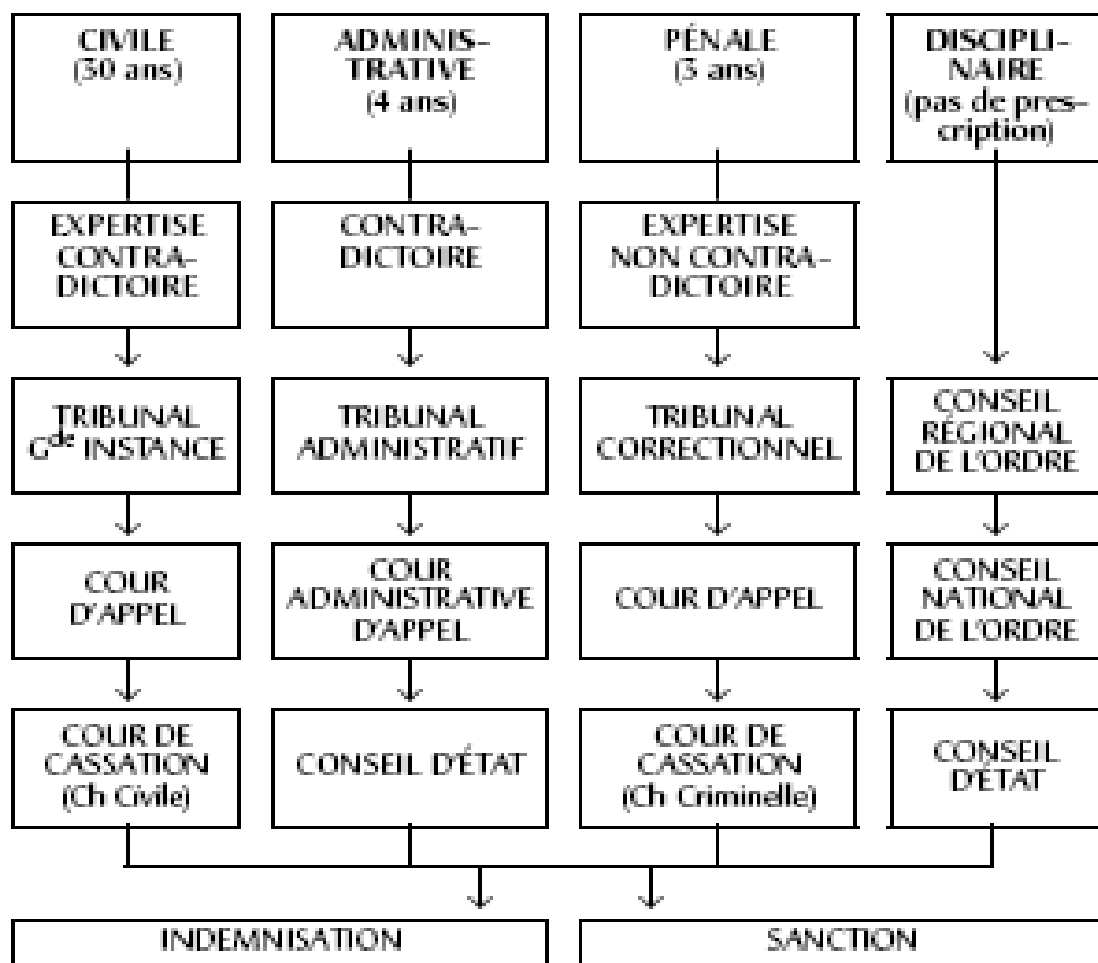 CIVILE
(30 ans)
ADMINIS-
TRATIVE
(4 ans)
PÉNALE
(3 ans)
DISCIPLI-
NAIRE
(pas de pres-
cription)
EXPERTISE
CONTRA-
DICTOIRE
CONTRA-
DICTOIRE
EXPERTISE
NON CONTRA-
DICTOIRE
TRIBUNAL
Gde INSTANCE
TRIBUNAL
ADMINISTRATIF
TRIBUNAL
CORRECTIONNEL
CONSEIL
RÉGIONAL
DE L'ORDRE
COUR
D'APPEL
COUR
ADMINISTRATIVE
D'APPEL
COUR D'APPEL
CONSEIL
NATIONAL
DE L'ORDRE
COUR DE
CASSATION
(Ch Civile)
CONSEIL D'ÉTAT
COUR DE
CASSATION
(Ch Criminelle)
CONSEIL
D'ÉTAT
INDEMNISATION
SANCTION